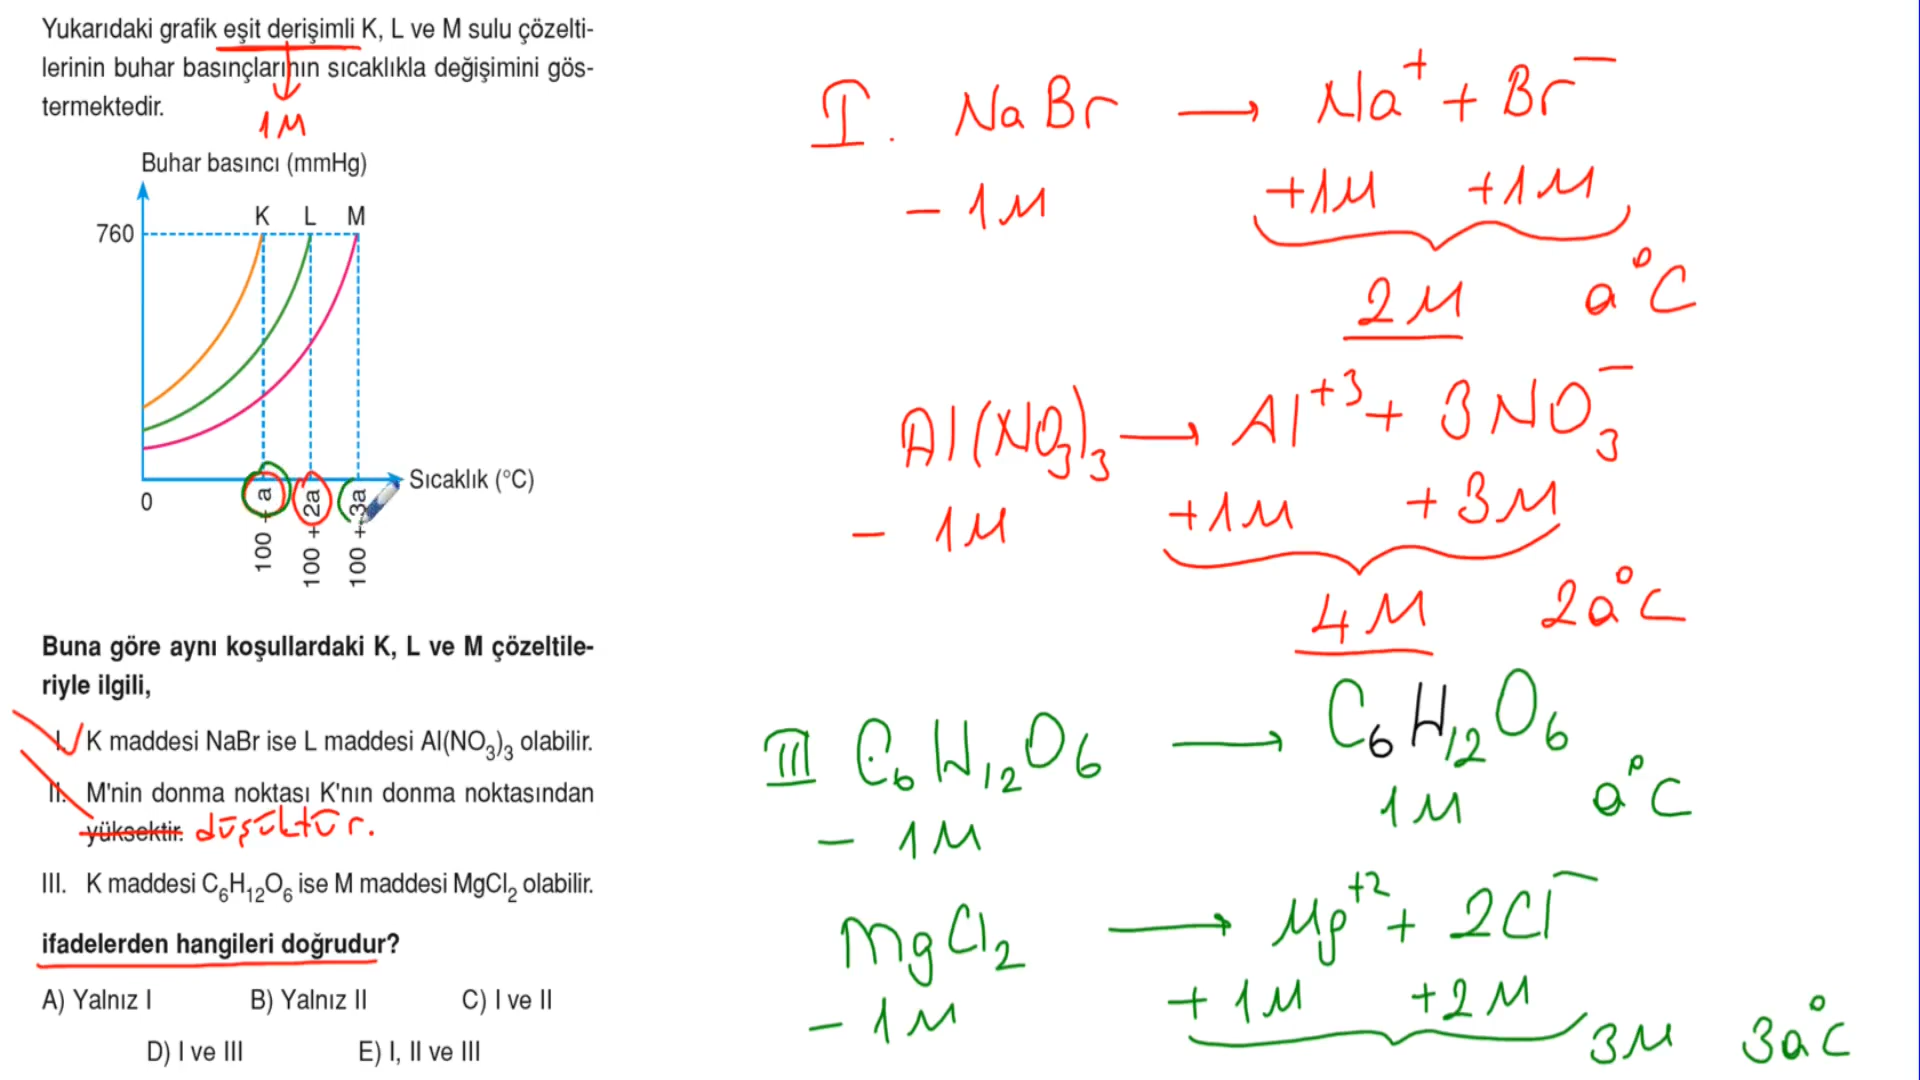 Yukarıdaki grafik eşit derişimli K, L ve M sulu çözelti-
lerinin buhar basınçlarının sıcaklıkla değişimini gös-
termektedir.
1M
Buhar basıncı (mmHg)
K L M
760
0
Sıcaklık (°C)
100 + a
100 + 2a
100 + 3a
Buna göre aynı koşullardaki K, L ve M çözeltile-
riyle ilgili,
I. K maddesi NaBr ise L maddesi Al(NO₃)₃ olabilir.
II. M'nin donma noktası K'nın donma noktasından
yüksektir. düşüktür.
III. K maddesi C₆H₁₂O₆ ise M maddesi MgCl₂ olabilir.
ifadelerden hangileri doğrudur?
A) Yalnız I B) Yalnız II C) I ve II
D) I ve III E) I, II ve III
I. NaBr → Na⁺ + Br⁻
- 1M +1M +1M
2M a°C
Al(NO₃)₃ → Al⁺³ + 3NO₃⁻
- 1M +1M +3M
4M 2a°C
III C₆H₁₂O₆ → C₆H₁₂O₆
- 1M 1M a°C
MgCl₂ → Mg⁺² + 2Cl⁻
- 1M +1M +2M
3M 3a°C